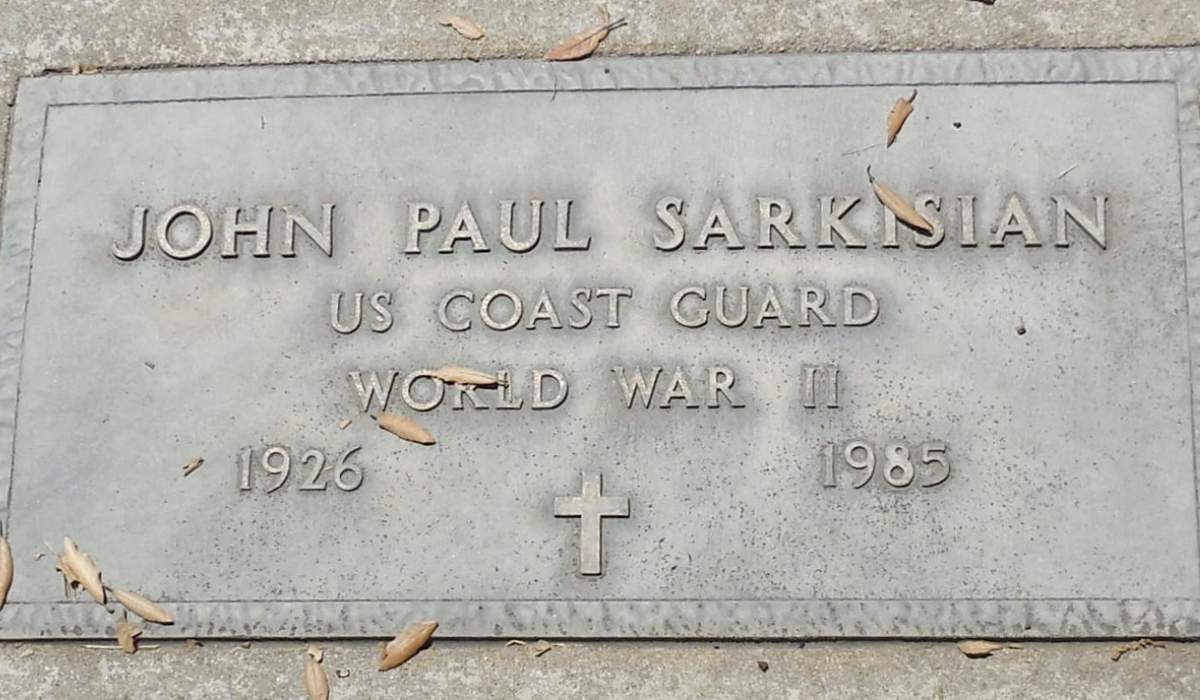 JOHN PAUL SARKISIAN
US COAST GUARD
WORLD WAR II
1926 1985